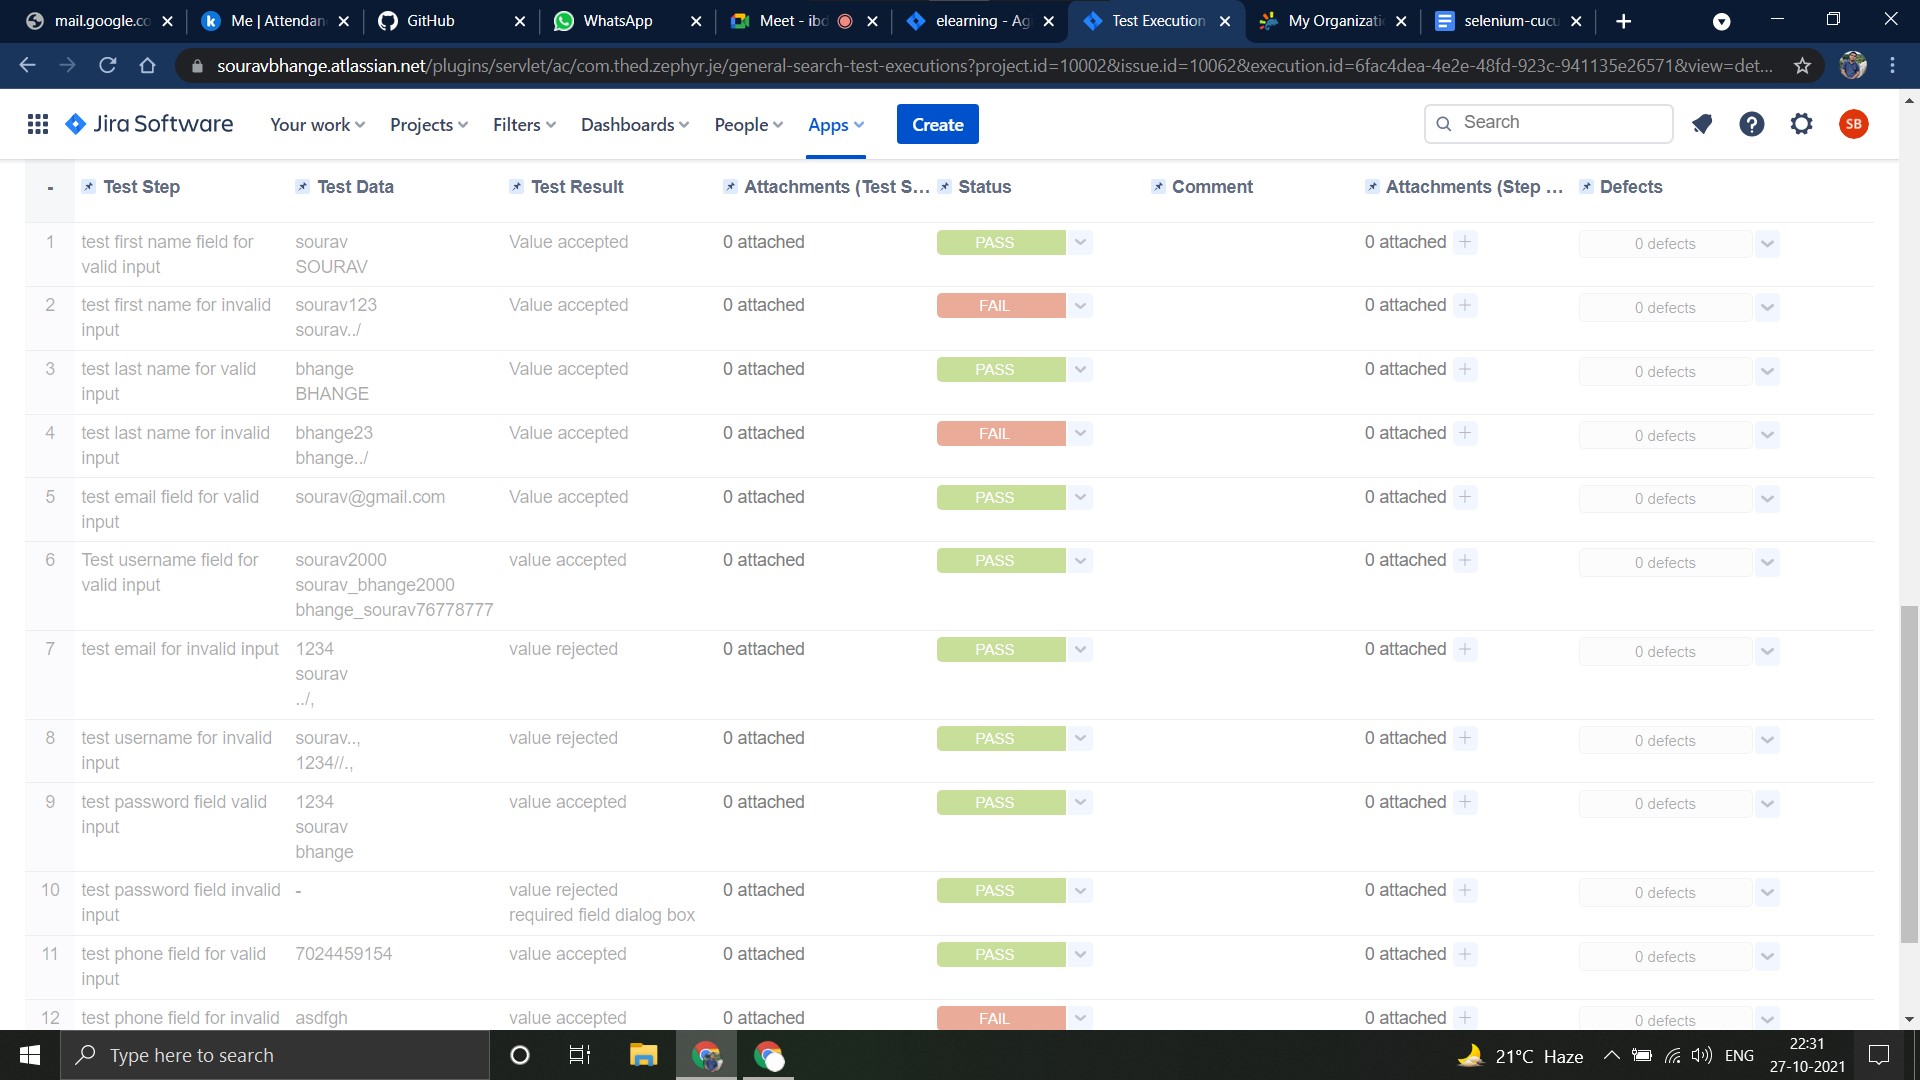 mail.google.co
Me | Attendan
GitHub
WhatsApp
Meet - ibd
elearning - Ag
Test Execution
My Organizati
selenium-cucu
souravbhange.atlassian.net/plugins/servlet/ac/com.thed.zephyr.je/general-search-test-executions?project.id=10002&issue.id=10062&execution.id=6fac4dea-4e2e-48fd-923c-941135e26571&view=det...
Jira Software Your work Projects Filters Dashboards People Apps Create Search SB
- Test Step Test Data Test Result Attachments (Test S... Status Comment Attachments (Step ... Defects
1 test first name field for sourav Value accepted 0 attached PASS 0 attached + 0 defects
valid input SOURAV
2 test first name for invalid sourav123 Value accepted 0 attached FAIL 0 attached + 0 defects
input sourav../
3 test last name for valid bhange Value accepted 0 attached PASS 0 attached + 0 defects
input BHANGE
4 test last name for invalid bhange23 Value accepted 0 attached FAIL 0 attached + 0 defects
input bhange../
5 test email field for valid sourav@gmail.com Value accepted 0 attached PASS 0 attached + 0 defects
input
6 Test username field for sourav2000 value accepted 0 attached PASS 0 attached + 0 defects
valid input sourav_bhange2000
bhange_sourav76778777
7 test email for invalid input 1234 value rejected 0 attached PASS 0 attached + 0 defects
sourav
../,
8 test username for invalid sourav.., value rejected 0 attached PASS 0 attached + 0 defects
input 1234//.,
9 test password field valid 1234 value accepted 0 attached PASS 0 attached + 0 defects
input sourav
bhange
10 test password field invalid - value rejected 0 attached PASS 0 attached + 0 defects
input required field dialog box
11 test phone field for valid 7024459154 value accepted 0 attached PASS 0 attached + 0 defects
input
12 test phone field for invalid asdfgh value accepted 0 attached FAIL 0 attached + 0 defects
Type here to search
21°C Haze
ENG
22:31
27-10-2021